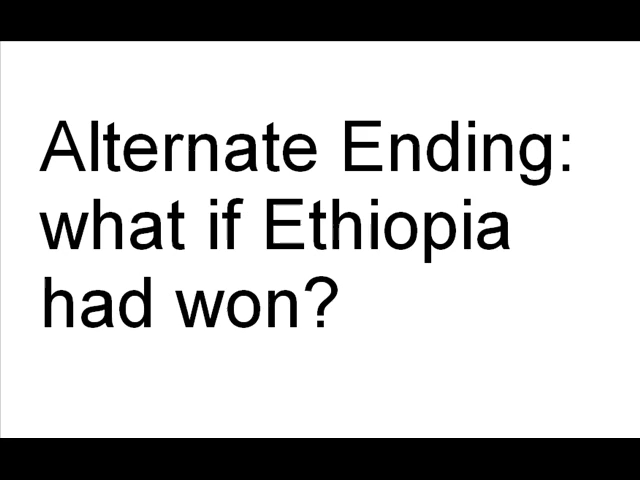 Alternate Ending:
what if Ethiopia
had won?